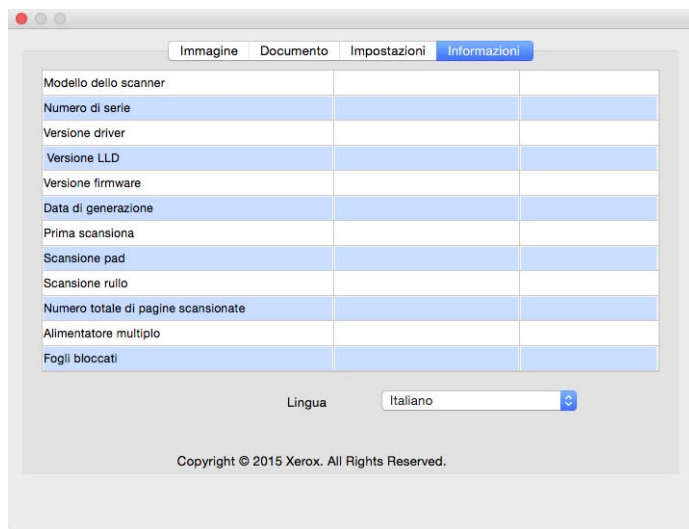 Immagine Documento Impostazioni Informazioni
Modello dello scanner
Numero di serie
Versione driver
Versione LLD
Versione firmware
Data di generazione
Prima scansiona
Scansione pad
Scansione rullo
Numero totale di pagine scansionate
Alimentatore multiplo
Fogli bloccati
Lingua Italiano
Copyright © 2015 Xerox. All Rights Reserved.